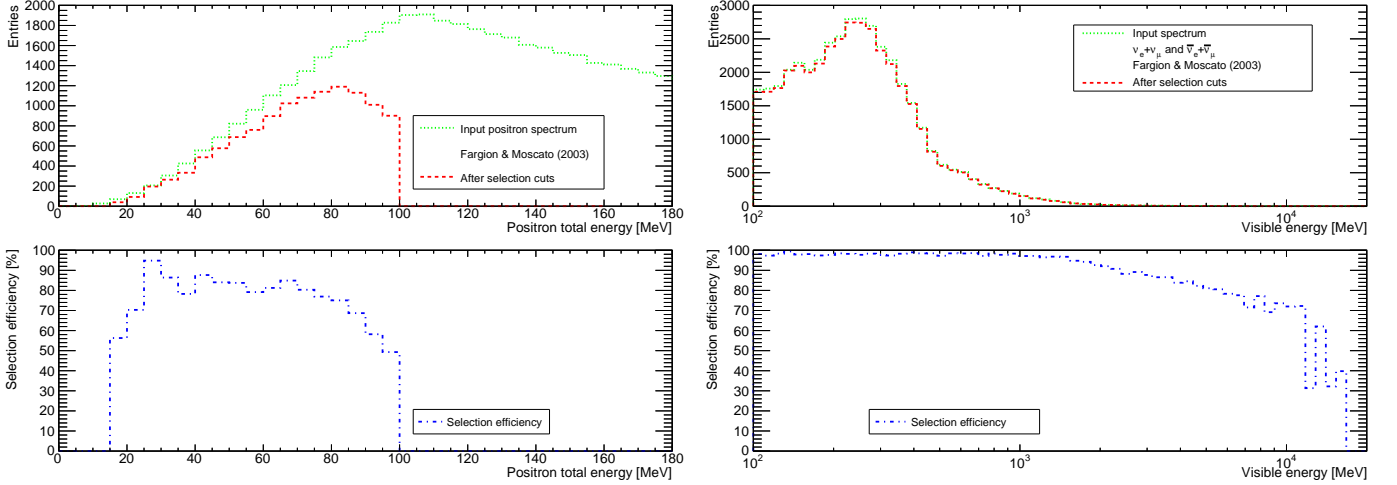 Entries
2000
1800
1600
1400
1200
1000
800
600
400
200
0
Input positron spectrum
Fargion & Moscato (2003)
After selection cuts
0 20 40 60 80 100 120 140 160 180
Positron total energy [MeV]
Entries
3000
2500
2000
1500
1000
500
0
Input spectrum
νe+νμ and ν̅e+ν̅μ
Fargion & Moscato (2003)
After selection cuts
10² 10³ 10⁴
Visible energy [MeV]
Selection efficiency [%]
100
90
80
70
60
50
40
30
20
10
0
Selection efficiency
0 20 40 60 80 100 120 140 160 180
Positron total energy [MeV]
Selection efficiency [%]
100
90
80
70
60
50
40
30
20
10
0
Selection efficiency
10² 10³ 10⁴
Visible energy [MeV]